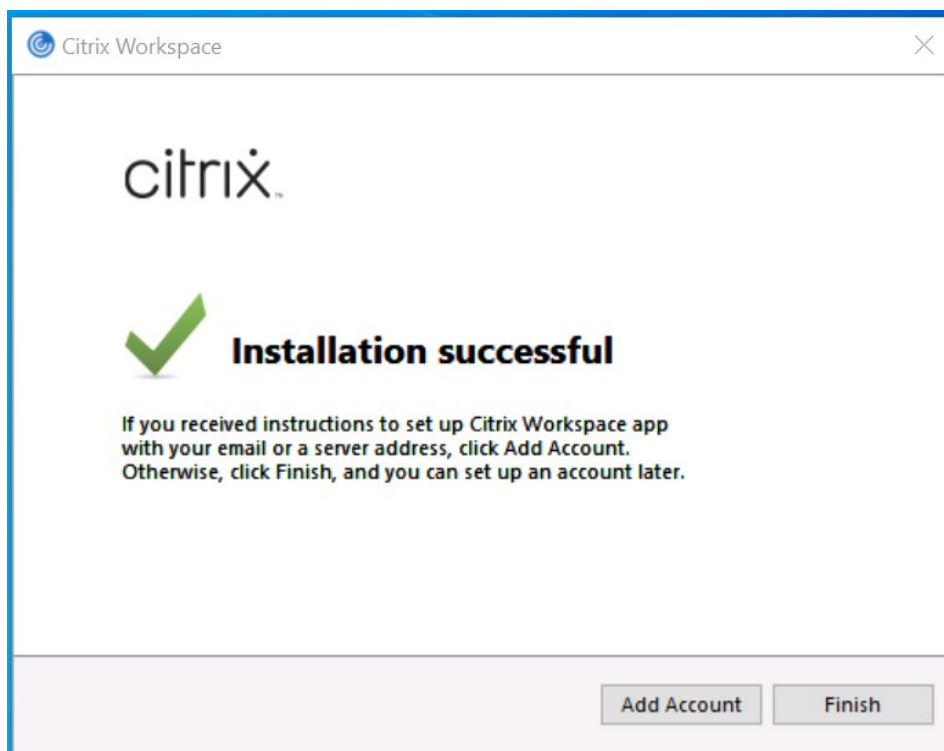 Citrix Workspace
citrix™
Installation successful
If you received instructions to set up Citrix Workspace app
with your email or a server address, click Add Account.
Otherwise, click Finish, and you can set up an account later.
Add Account Finish